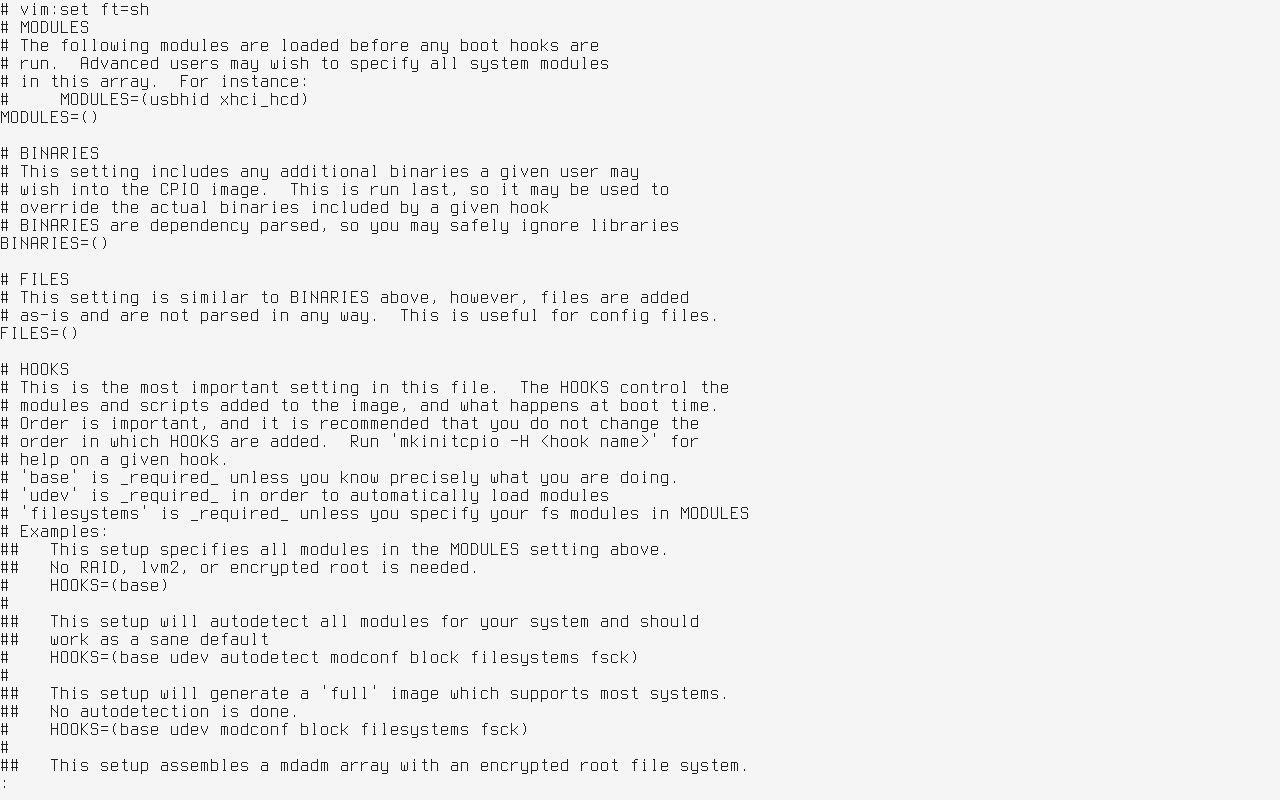 # vim:set ft=sh
# MODULES
# The following modules are loaded before any boot hooks are
# run.  Advanced users may wish to specify all system modules
# in this array.  For instance:
#     MODULES=(usbhid xhci_hcd)
MODULES=()

# BINARIES
# This setting includes any additional binaries a given user may
# wish into the CPIO image.  This is run last, so it may be used to
# override the actual binaries included by a given hook
# BINARIES are dependency parsed, so you may safely ignore libraries
BINARIES=()

# FILES
# This setting is similar to BINARIES above, however, files are added
# as-is and are not parsed in any way.  This is useful for config files.
FILES=()

# HOOKS
# This is the most important setting in this file.  The HOOKS control the
# modules and scripts added to the image, and what happens at boot time.
# Order is important, and it is recommended that you do not change the
# order in which HOOKS are added.  Run 'mkinitcpio -H <hook name>' for
# help on a given hook.
# 'base' is _required_ unless you know precisely what you are doing.
# 'udev' is _required_ in order to automatically load modules
# 'filesystems' is _required_ unless you specify your fs modules in MODULES
# Examples:
##   This setup specifies all modules in the MODULES setting above.
##   No RAID, lvm2, or encrypted root is needed.
#    HOOKS=(base)
#
##   This setup will autodetect all modules for your system and should
##   work as a sane default
#    HOOKS=(base udev autodetect modconf block filesystems fsck)
#
##   This setup will generate a 'full' image which supports most systems.
##   No autodetection is done.
#    HOOKS=(base udev modconf block filesystems fsck)
#
##   This setup assembles a mdadm array with an encrypted root file system.
: